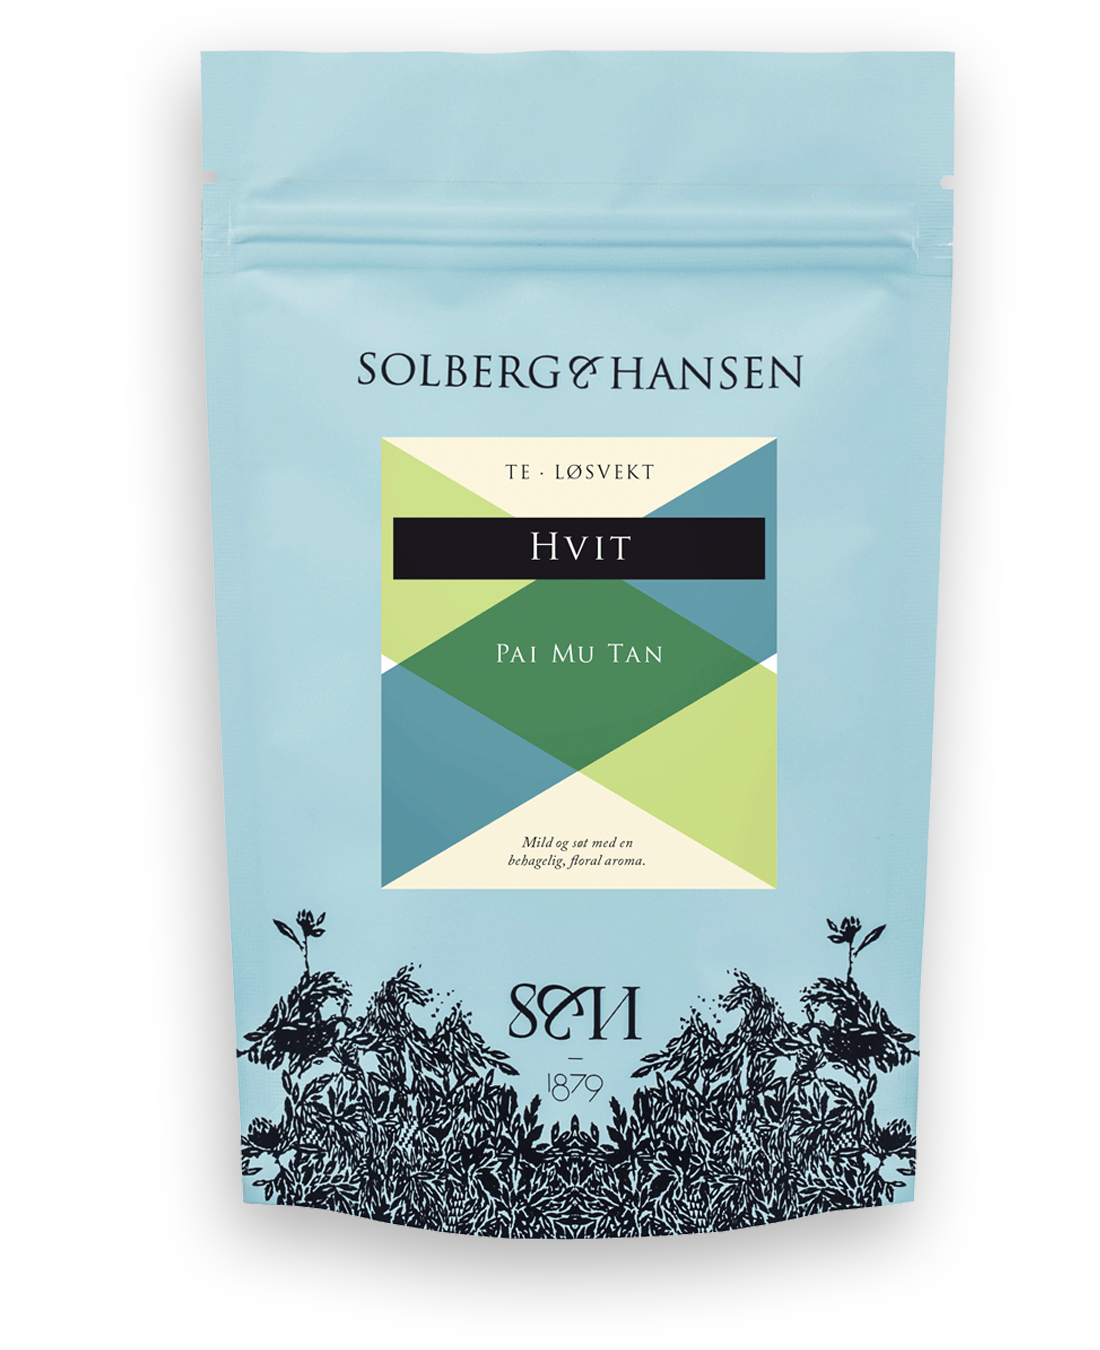 SOLBERG & HANSEN
TE · LØSVEKT
HVIT
PAI MU TAN
Mild og søt med en
behagelig, floral aroma.
S&H
–
1879